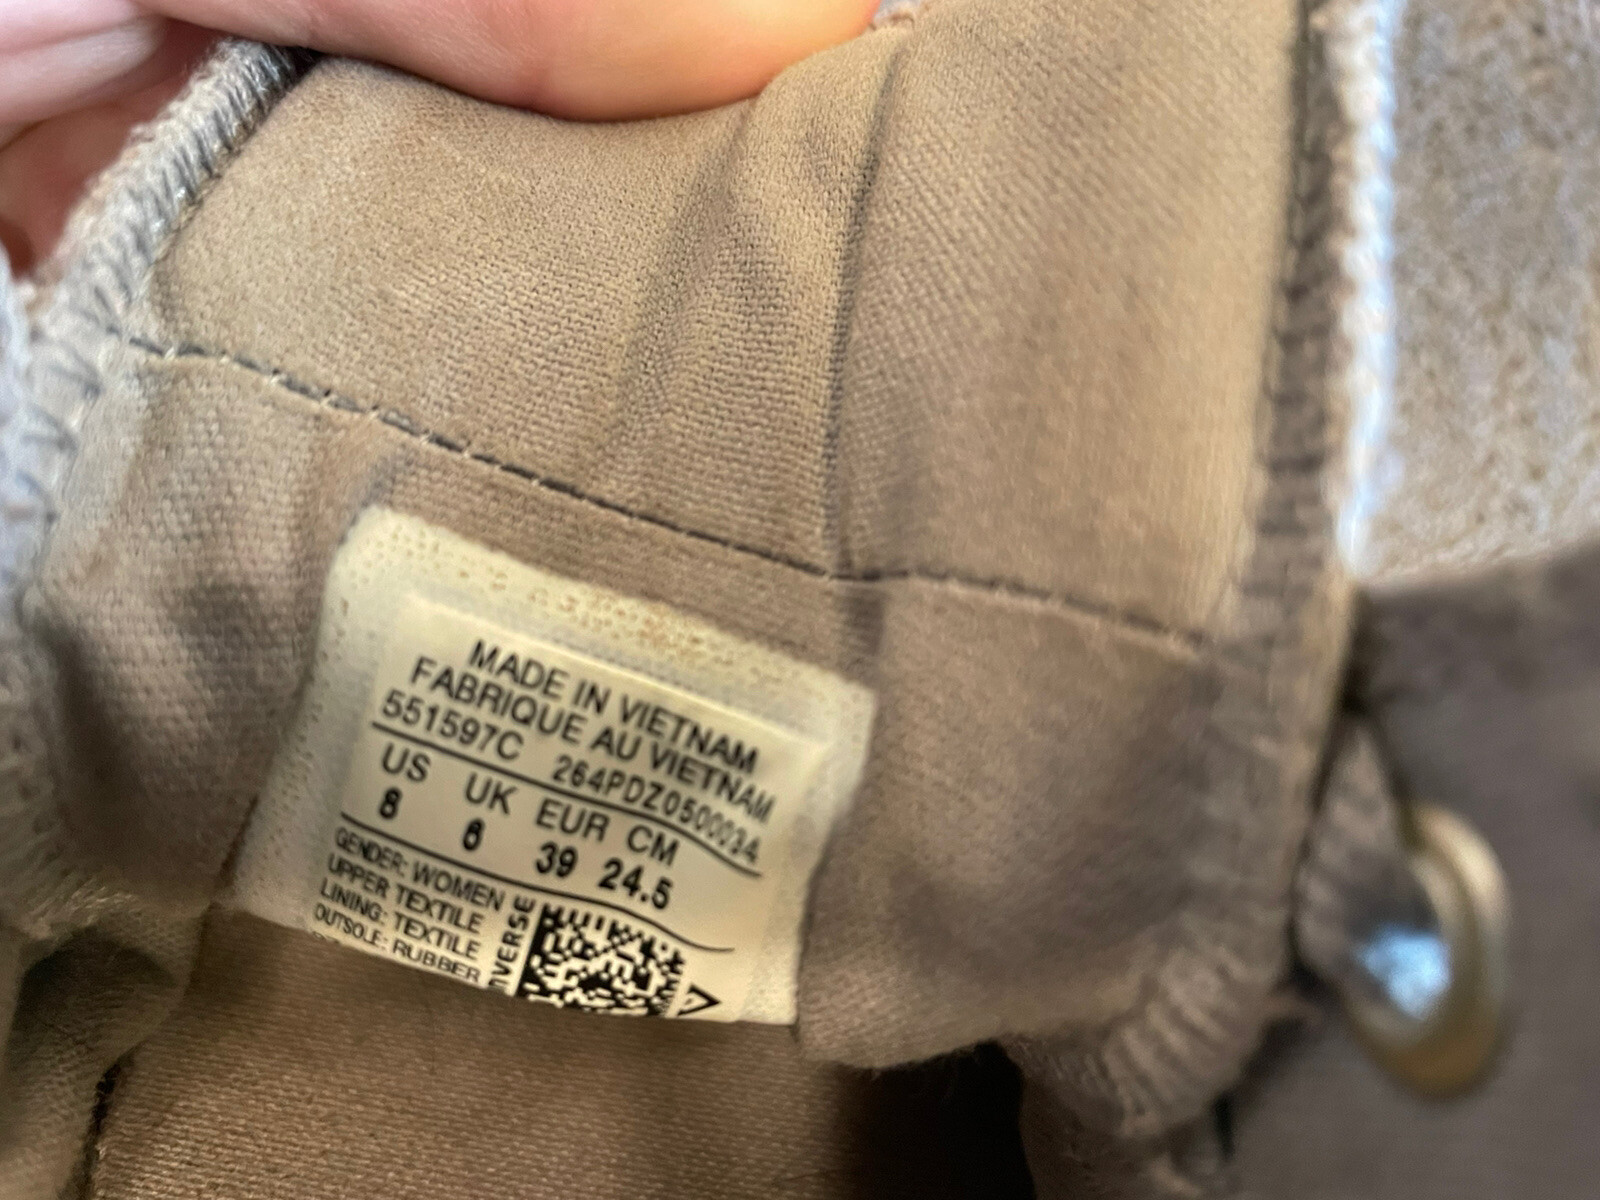 MADE IN VIETNAM
FABRIQUE AU VIETNAM
551597C 264PDZ0500034
US UK EUR CM
8 6 39 24.5
GENDER: WOMEN
UPPER TEXTILE
LINING: TEXTILE
OUTSOLE: RUBBER